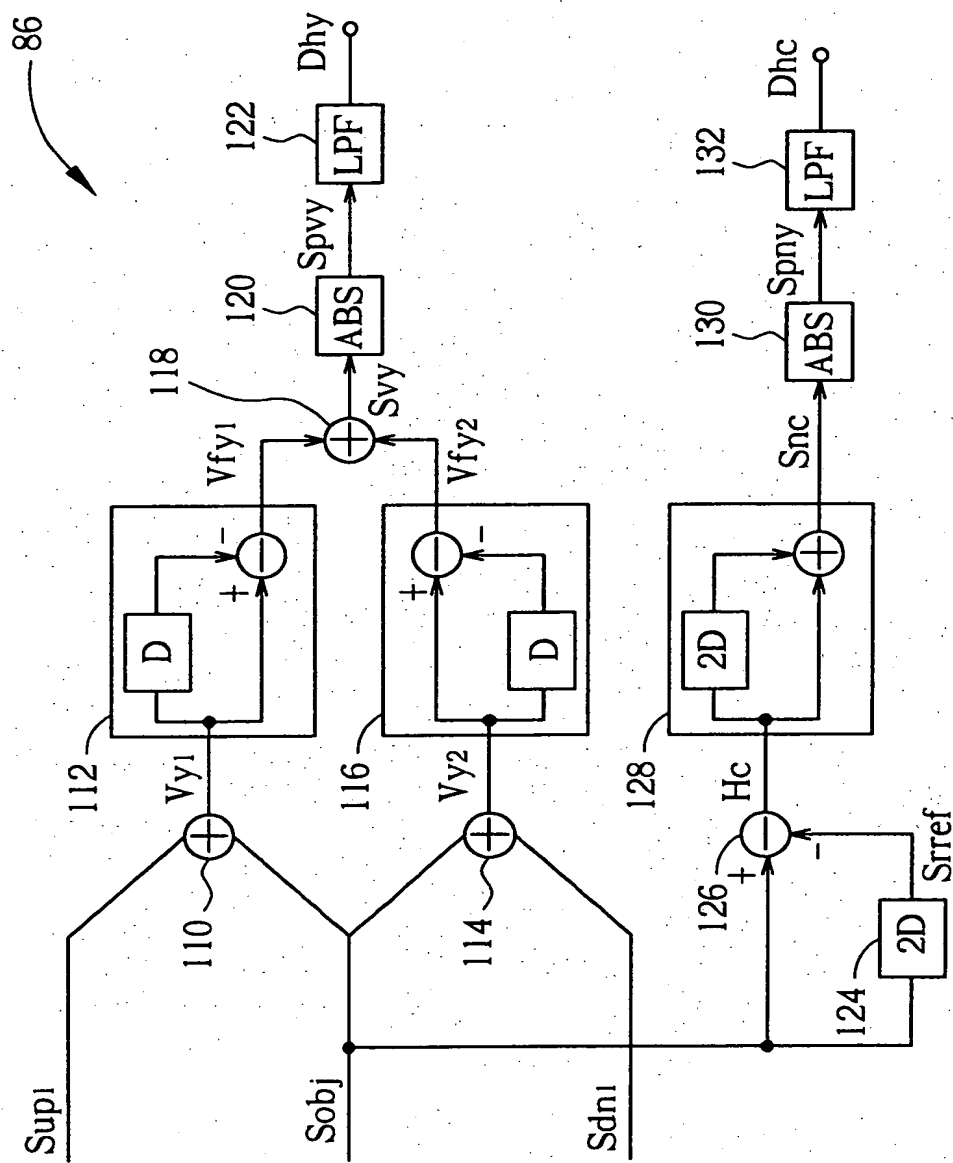 86
Sup1
Sobj
Sdn1
110
Vy1
112
D
+
-
Vfy1
114
Vy2
116
D
+
-
Vfy2
118
Svy
120
ABS
Spvy
122
LPF
Dhy
124
2D
Srref
126
+
-
Hc
128
2D
Snc
130
ABS
Spny
132
LPF
Dhc